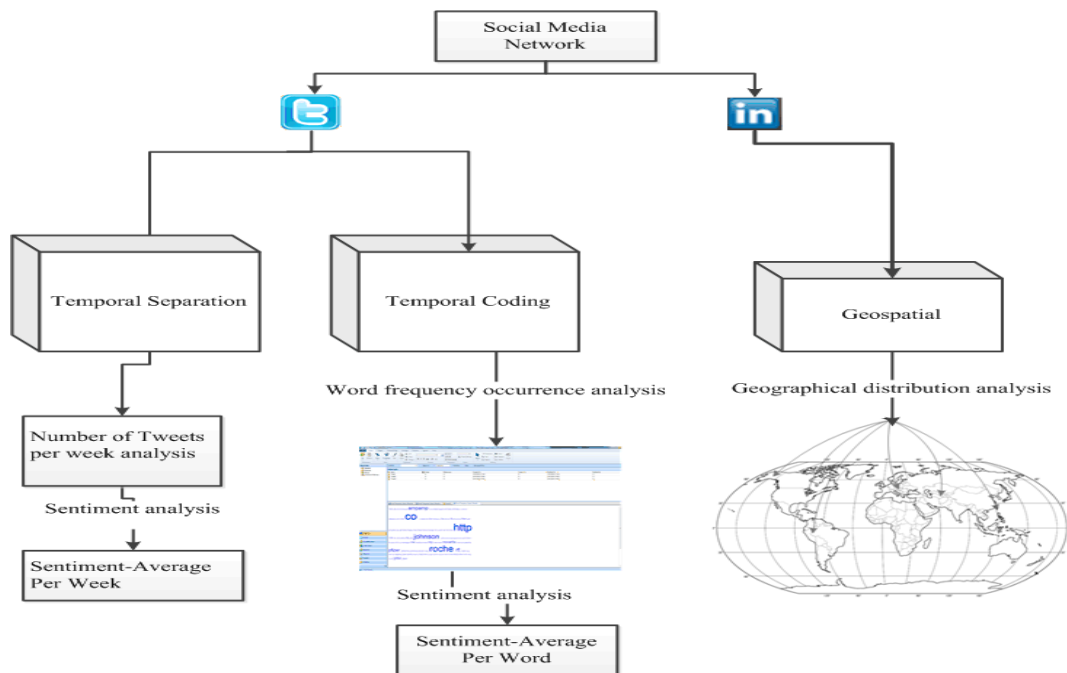 Social Media
Network
in
Temporal Separation
Temporal Coding
Geospatial
Word frequency occurrence analysis
Geographical distribution analysis
Number of Tweets
per week analysis
Sentiment analysis
Sentiment-Average
Per Week
co
http
johnson
roche
Sentiment analysis
Sentiment-Average
Per Word